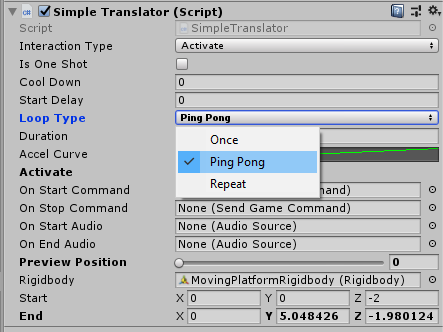 Simple Translator (Script)
Script SimpleTranslator
Interaction Type Activate
Is One Shot
Cool Down 0
Start Delay 0
Loop Type Ping Pong
Duration
Once
Accel Curve
Ping Pong
Activate
Repeat
On Start Command mand)
On Stop Command None (Send Game Command)
On Start Audio None (Audio Source)
On End Audio None (Audio Source)
Preview Position 0
Rigidbody MovingPlatformRigidbody (Rigidbody)
Start X 0 Y 0 Z -2
End X 0 Y 5.048426 Z -1.980124